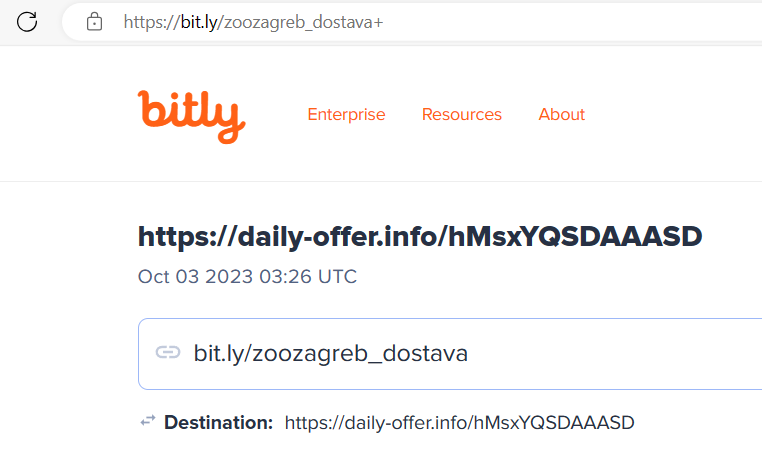 https://bit.ly/zoozagreb_dostava+
bitly
Enterprise Resources About
https://daily-offer.info/hMsxYQSDAAASD
Oct 03 2023 03:26 UTC
bit.ly/zoozagreb_dostava
Destination: https://daily-offer.info/hMsxYQSDAAASD